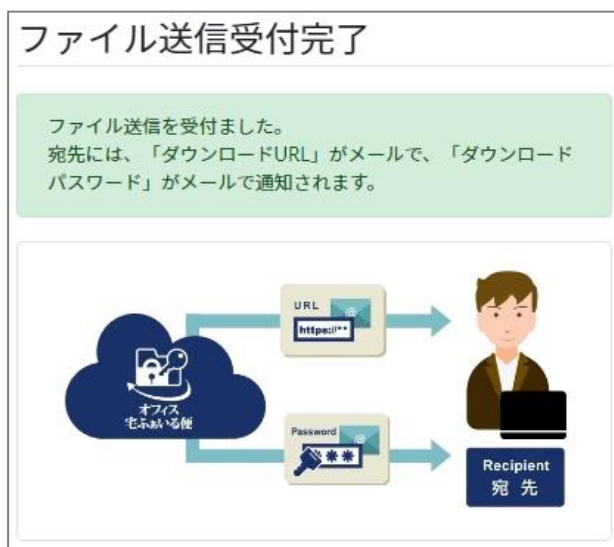 ファイル送信受付完了
ファイル送信を受付ました。
宛先には、「ダウンロードURL」がメールで、「ダウンロード
パスワード」がメールで通知されます。
URL
@
https://**
オフィス
宅ふぁいる便
Password
@
***
Recipient
宛 先